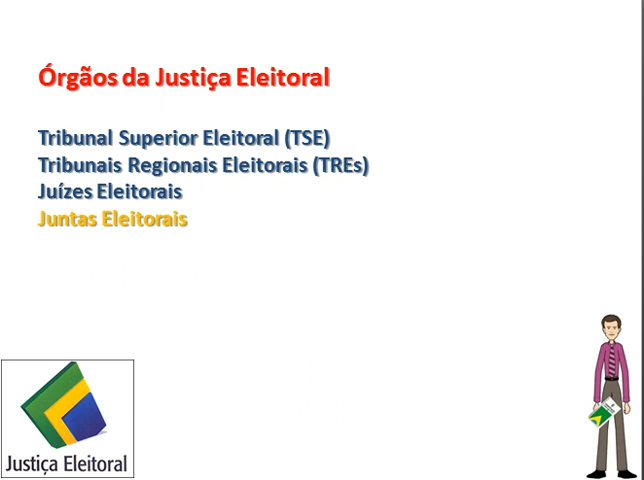 Órgãos da Justiça Eleitoral
Tribunal Superior Eleitoral (TSE)
Tribunais Regionais Eleitorais (TREs)
Juízes Eleitorais
Juntas Eleitorais
Justiça Eleitoral